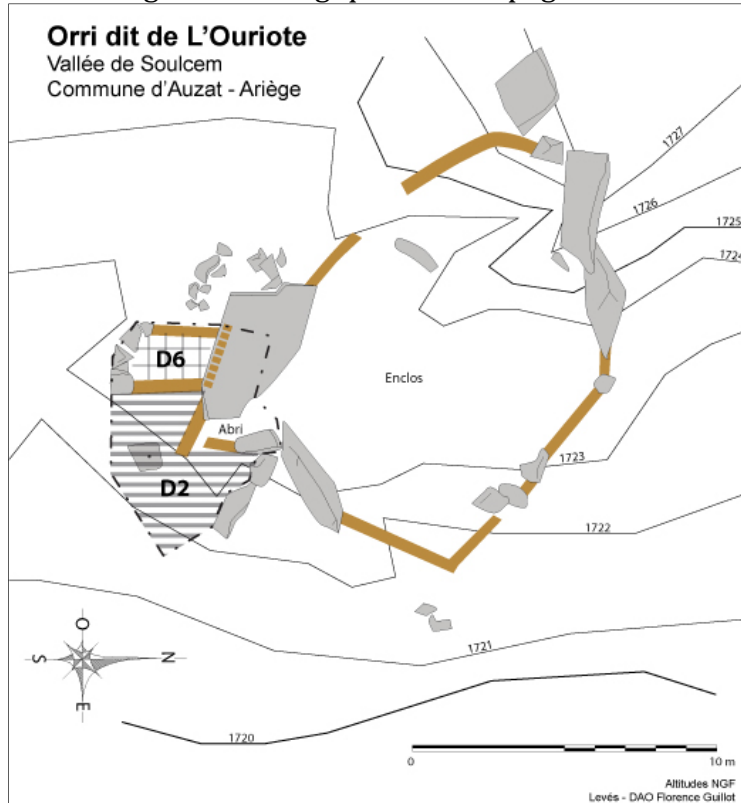 Orri dit de L'Ouriote
Vallée de Soulcem
Commune d'Auzat - Ariège
1727
1726
1725
1724
D6
Enclos
Abri
D2
1723
1722
O
S
N
E
1721
1720
0
10 m
Altitudes NGF
Levés - DAO Florence Guillot